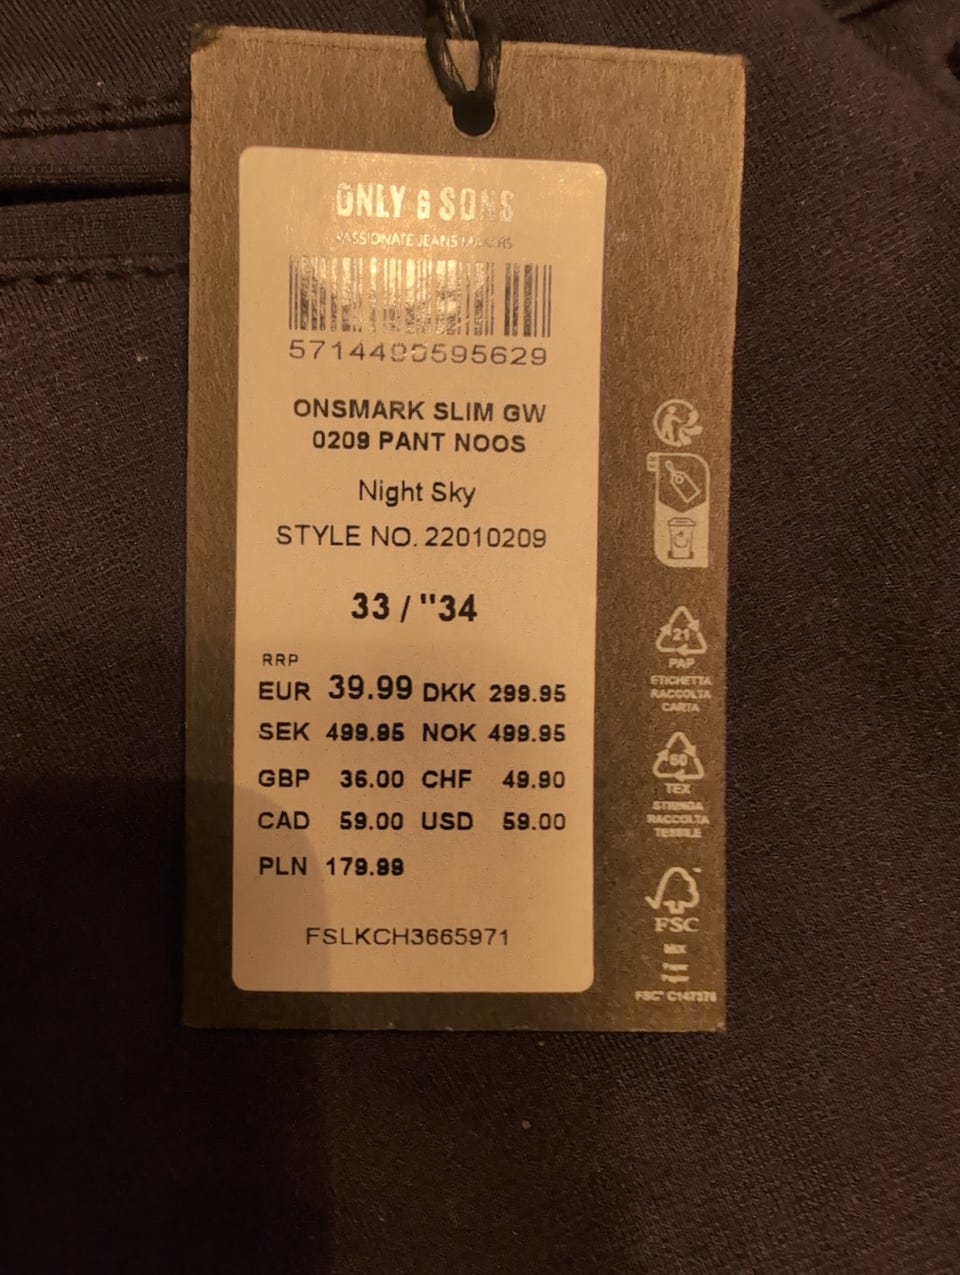 ONLY & SONS
PASSIONATE JEANS MAKERS
5714490595629
ONSMARK SLIM GW
0209 PANT NOOS
Night Sky
STYLE NO. 22010209
33 / "34
RRP
EUR 39.99 DKK 299.95
SEK 499.95 NOK 499.95
GBP 36.00 CHF 49.90
CAD 59.00 USD 59.00
PLN 179.99
FSLKCH3665971
21
PAP
ETICHETTA
RACCOLTA
CARTA
60
TEX
STRINGA
RACCOLTA
TESSILE
FSC
MIX
FSC® C147376